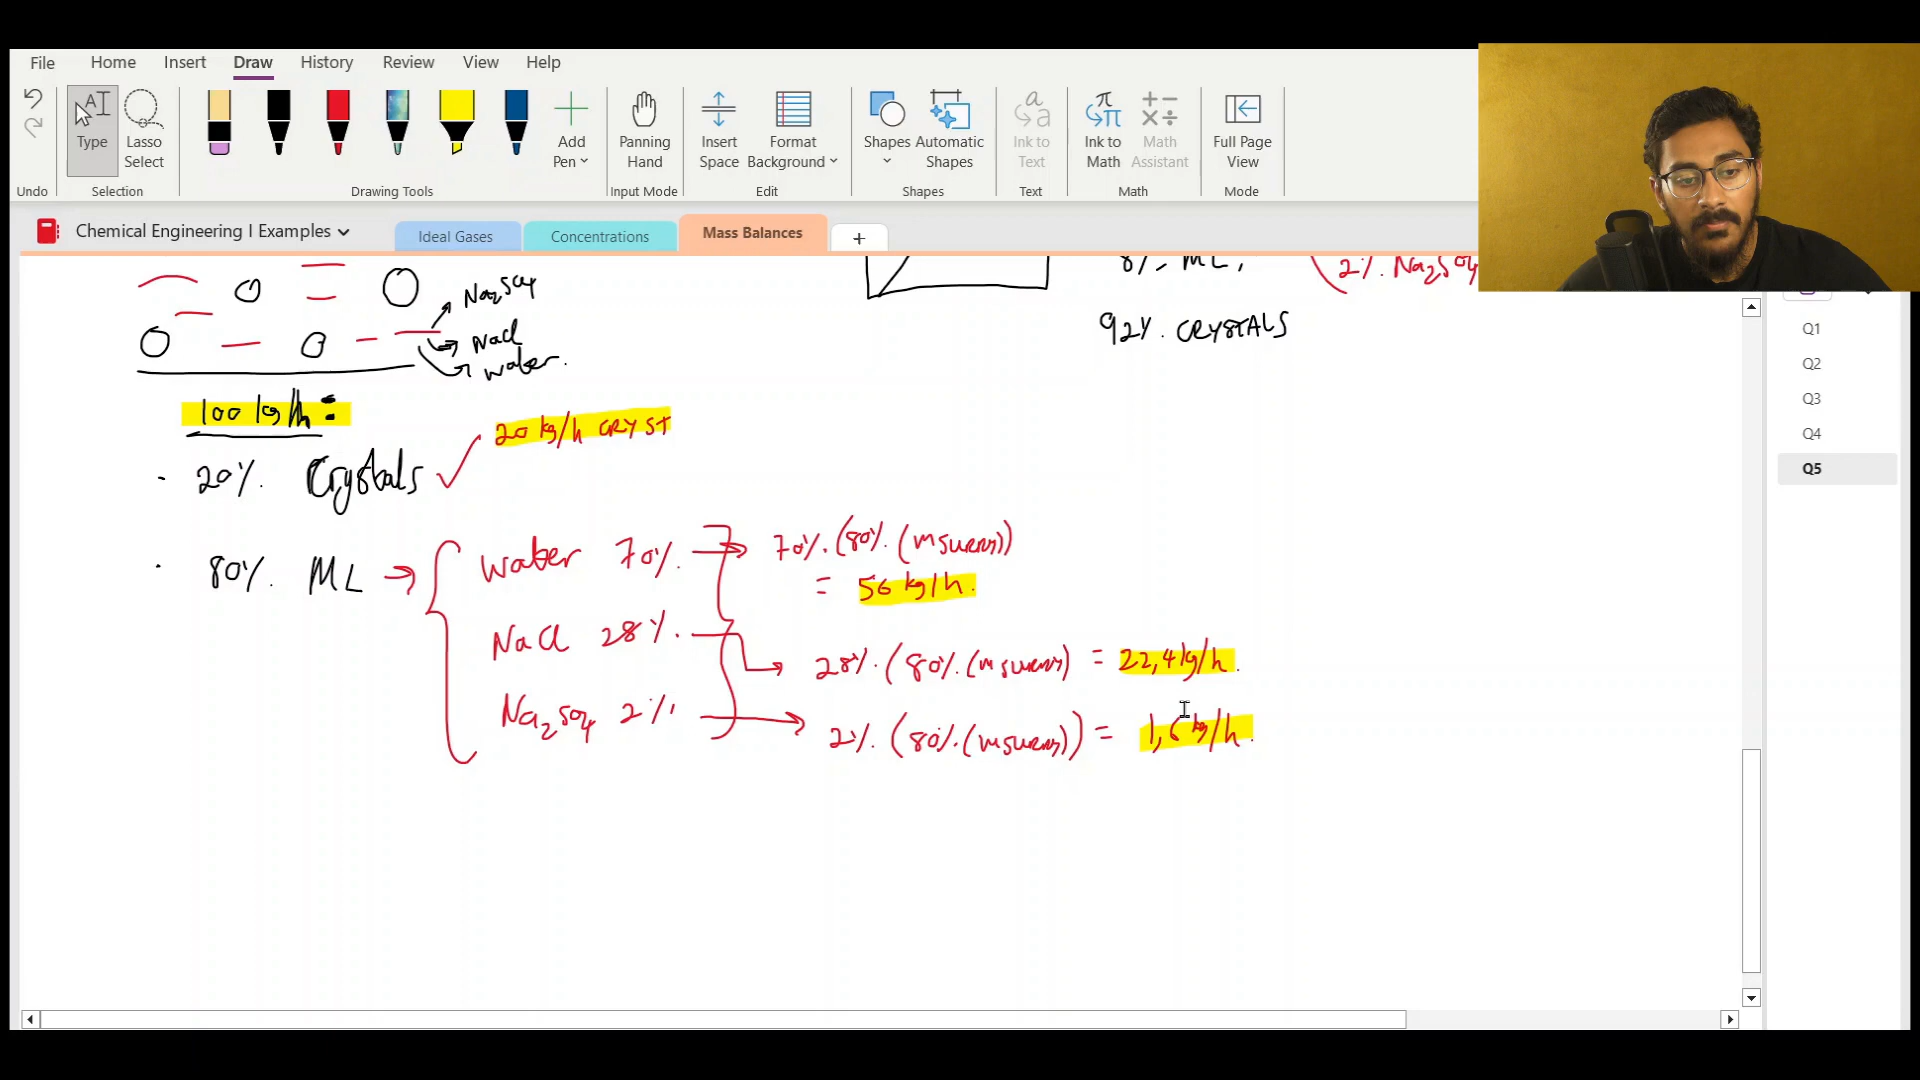 File Home Insert Draw History Review View Help
Type Lasso Select Add Pen Panning Hand Insert Space Format Background Shapes Automatic Shapes Ink to Text Ink to Math Math Assistant Full Page View
Undo Selection Drawing Tools Input Mode Edit Shapes Text Math Mode
Chemical Engineering I Examples Ideal Gases Concentrations Mass Balances +
8%. ML,
2%. Na2SO4
92%. CRYSTALS
Na2SO4
NaCl
water.
100 kg/h:
20 kg/h CRYST
· 20%. Crystals
· 80%. ML → Water 70%. → 70%. (80%. (msurry))
= 56 kg/h.
NaCl 28%. → 28%. (80%. (msurry) = 22,4 kg/h.
Na2SO4 2% → 2%. (80%. (msurry)) = 1,6 kg/h.
Q1
Q2
Q3
Q4
Q5